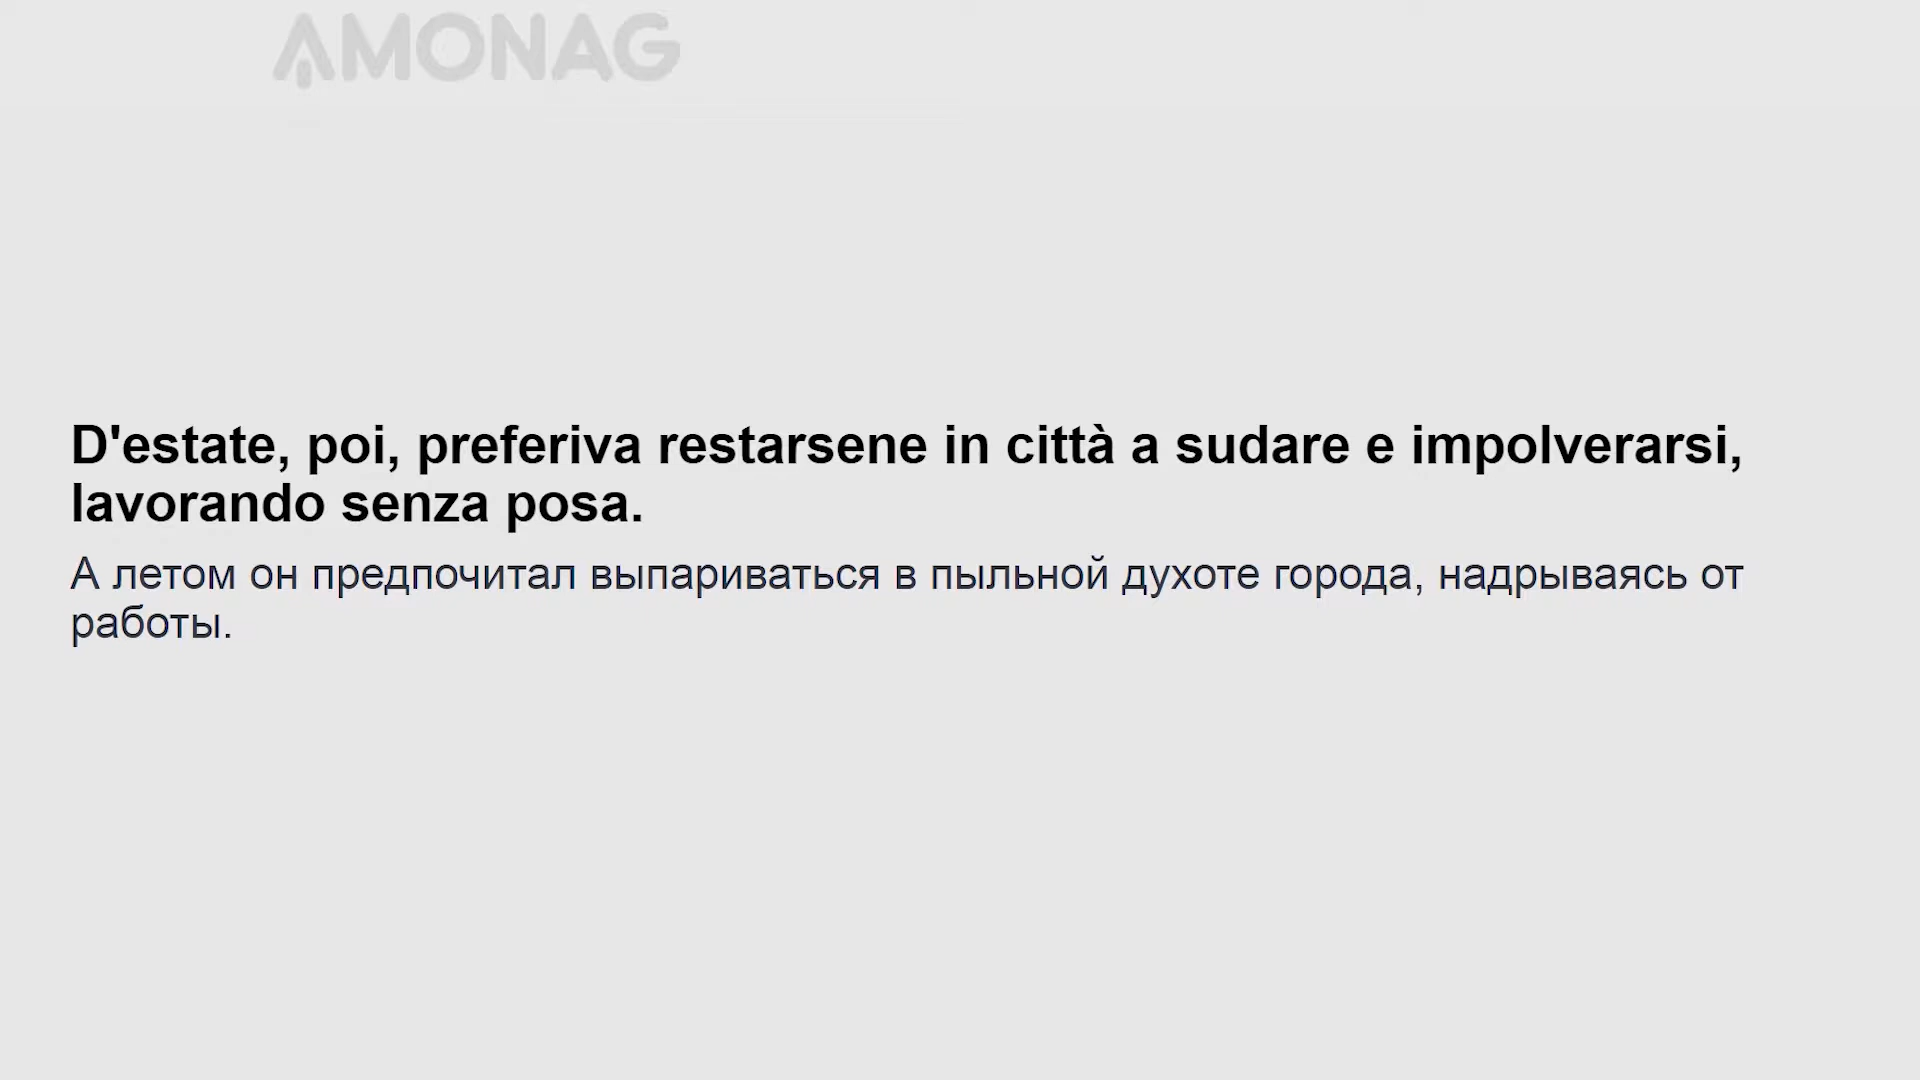 AMONAG
D'estate, poi, preferiva restarsene in città a sudare e impolverarsi,
lavorando senza posa.
А летом он предпочитал выпариваться в пыльной духоте города, надрываясь от
работы.